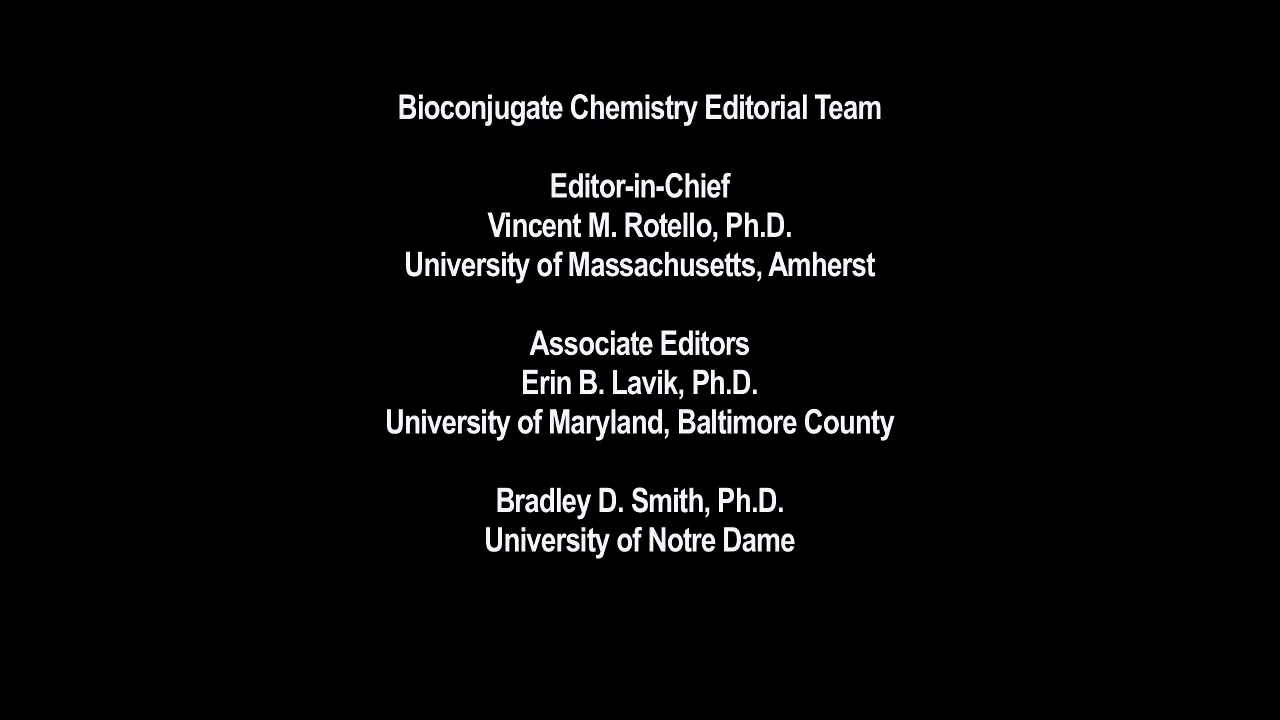 Bioconjugate Chemistry Editorial Team
Editor-in-Chief
Vincent M. Rotello, Ph.D.
University of Massachusetts, Amherst
Associate Editors
Erin B. Lavik, Ph.D.
University of Maryland, Baltimore County
Bradley D. Smith, Ph.D.
University of Notre Dame